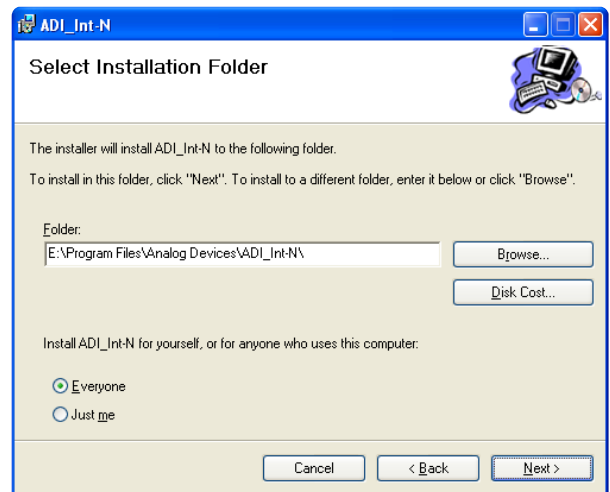 ADI_Int-N
Select Installation Folder
The installer will install ADI_Int-N to the following folder.
To install in this folder, click "Next". To install to a different folder, enter it below or click "Browse".
Folder:
E:\Program Files\Analog Devices\ADI_Int-N\
Browse...
Disk Cost...
Install ADI_Int-N for yourself, or for anyone who uses this computer:
Everyone
Just me
Cancel
< Back
Next >